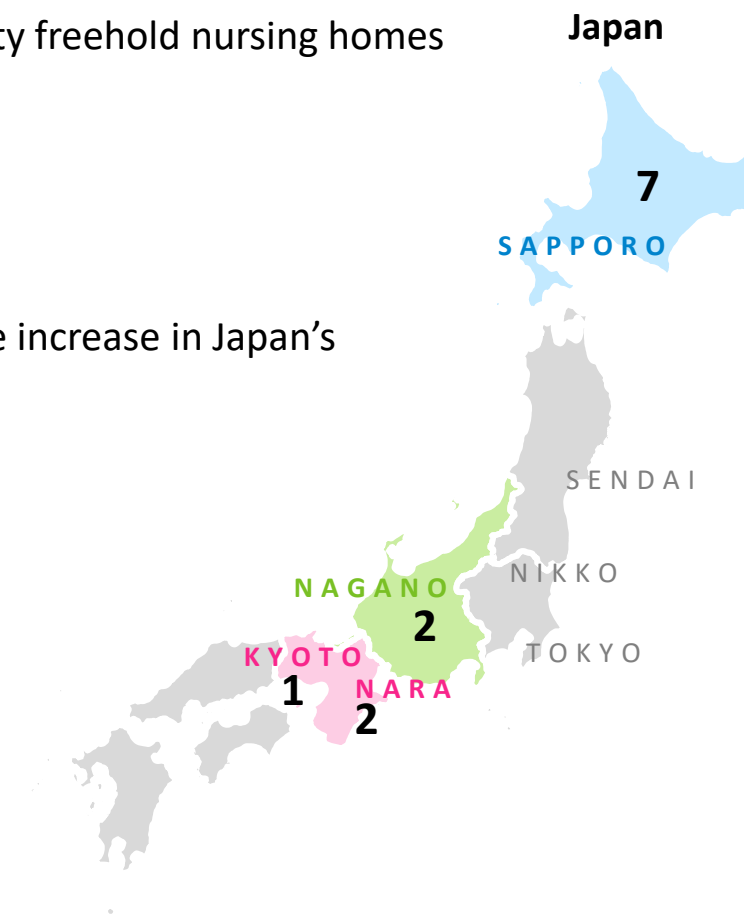 ty freehold nursing homes
Japan
7
SAPPORO
e increase in Japan’s
SENDAI
NIKKO
NAGANO
2
TOKYO
KYOTO
1
NARA
2